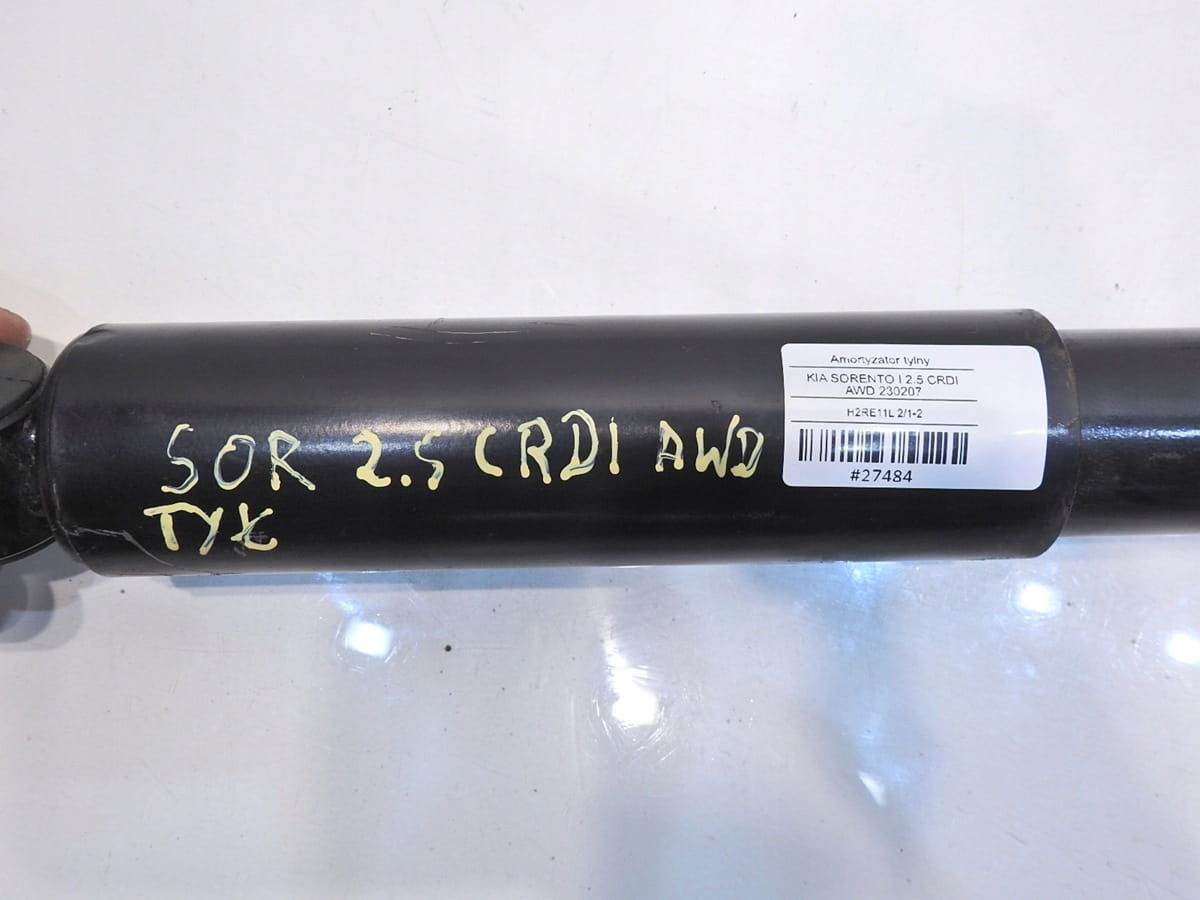 SOR 2.5 CRDI AWD
TYŁ
Amortyzator tylny
KIA SORENTO I 2.5 CRDI
AWD 230207
H2RE11L 2/1-2
#27484